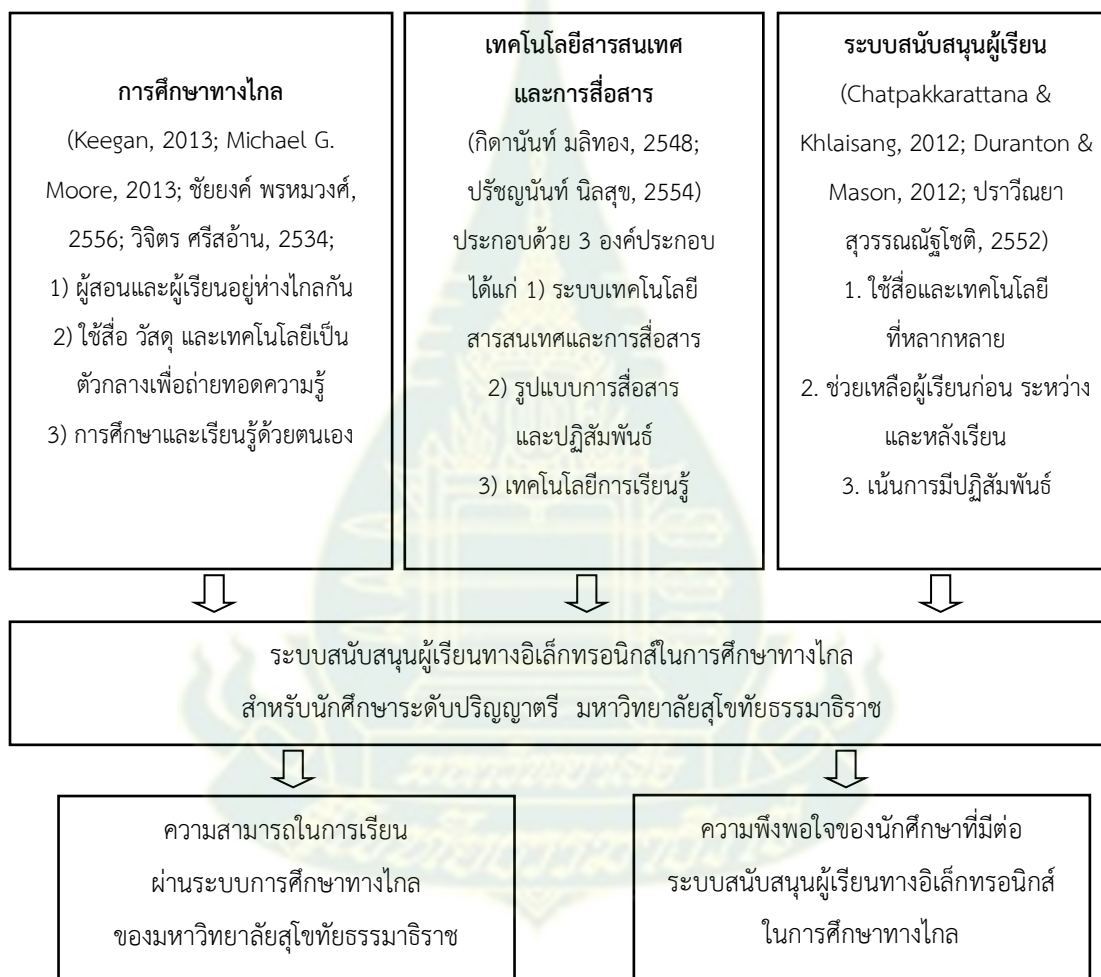 การศึกษาทางไกล
(Keegan, 2013; Michael G.
Moore, 2013; ชัยยงค์ พรหมวงศ์,
2556; วิจิตร ศรีสอ้าน, 2534;
1) ผู้สอนและผู้เรียนอยู่ห่างไกลกัน
2) ใช้สื่อ วัสดุ และเทคโนโลยีเป็น
ตัวกลางเพื่อถ่ายทอดความรู้
3) การศึกษาและเรียนรู้ด้วยตนเอง
เทคโนโลยีสารสนเทศ
และการสื่อสาร
(กิดานันท์ มลิทอง, 2548;
ปรัชญนันท์ นิลสุข, 2554)
ประกอบด้วย 3 องค์ประกอบ
ได้แก่ 1) ระบบเทคโนโลยี
สารสนเทศและการสื่อสาร
2) รูปแบบการสื่อสาร
และปฏิสัมพันธ์
3) เทคโนโลยีการเรียนรู้
ระบบสนับสนุนผู้เรียน
(Chatpakkarattana &
Khlaisang, 2012; Duranton &
Mason, 2012; ปราวีณยา
สุวรรณณัฐโชติ, 2552)
1. ใช้สื่อและเทคโนโลยี
ที่หลากหลาย
2. ช่วยเหลือผู้เรียนก่อน ระหว่าง
และหลังเรียน
3. เน้นการมีปฏิสัมพันธ์
ระบบสนับสนุนผู้เรียนทางอิเล็กทรอนิกส์ในการศึกษาทางไกล
สำหรับนักศึกษาระดับปริญญาตรี มหาวิทยาลัยสุโขทัยธรรมาธิราช
ความสามารถในการเรียน
ผ่านระบบการศึกษาทางไกล
ของมหาวิทยาลัยสุโขทัยธรรมาธิราช
ความพึงพอใจของนักศึกษาที่มีต่อ
ระบบสนับสนุนผู้เรียนทางอิเล็กทรอนิกส์
ในการศึกษาทางไกล